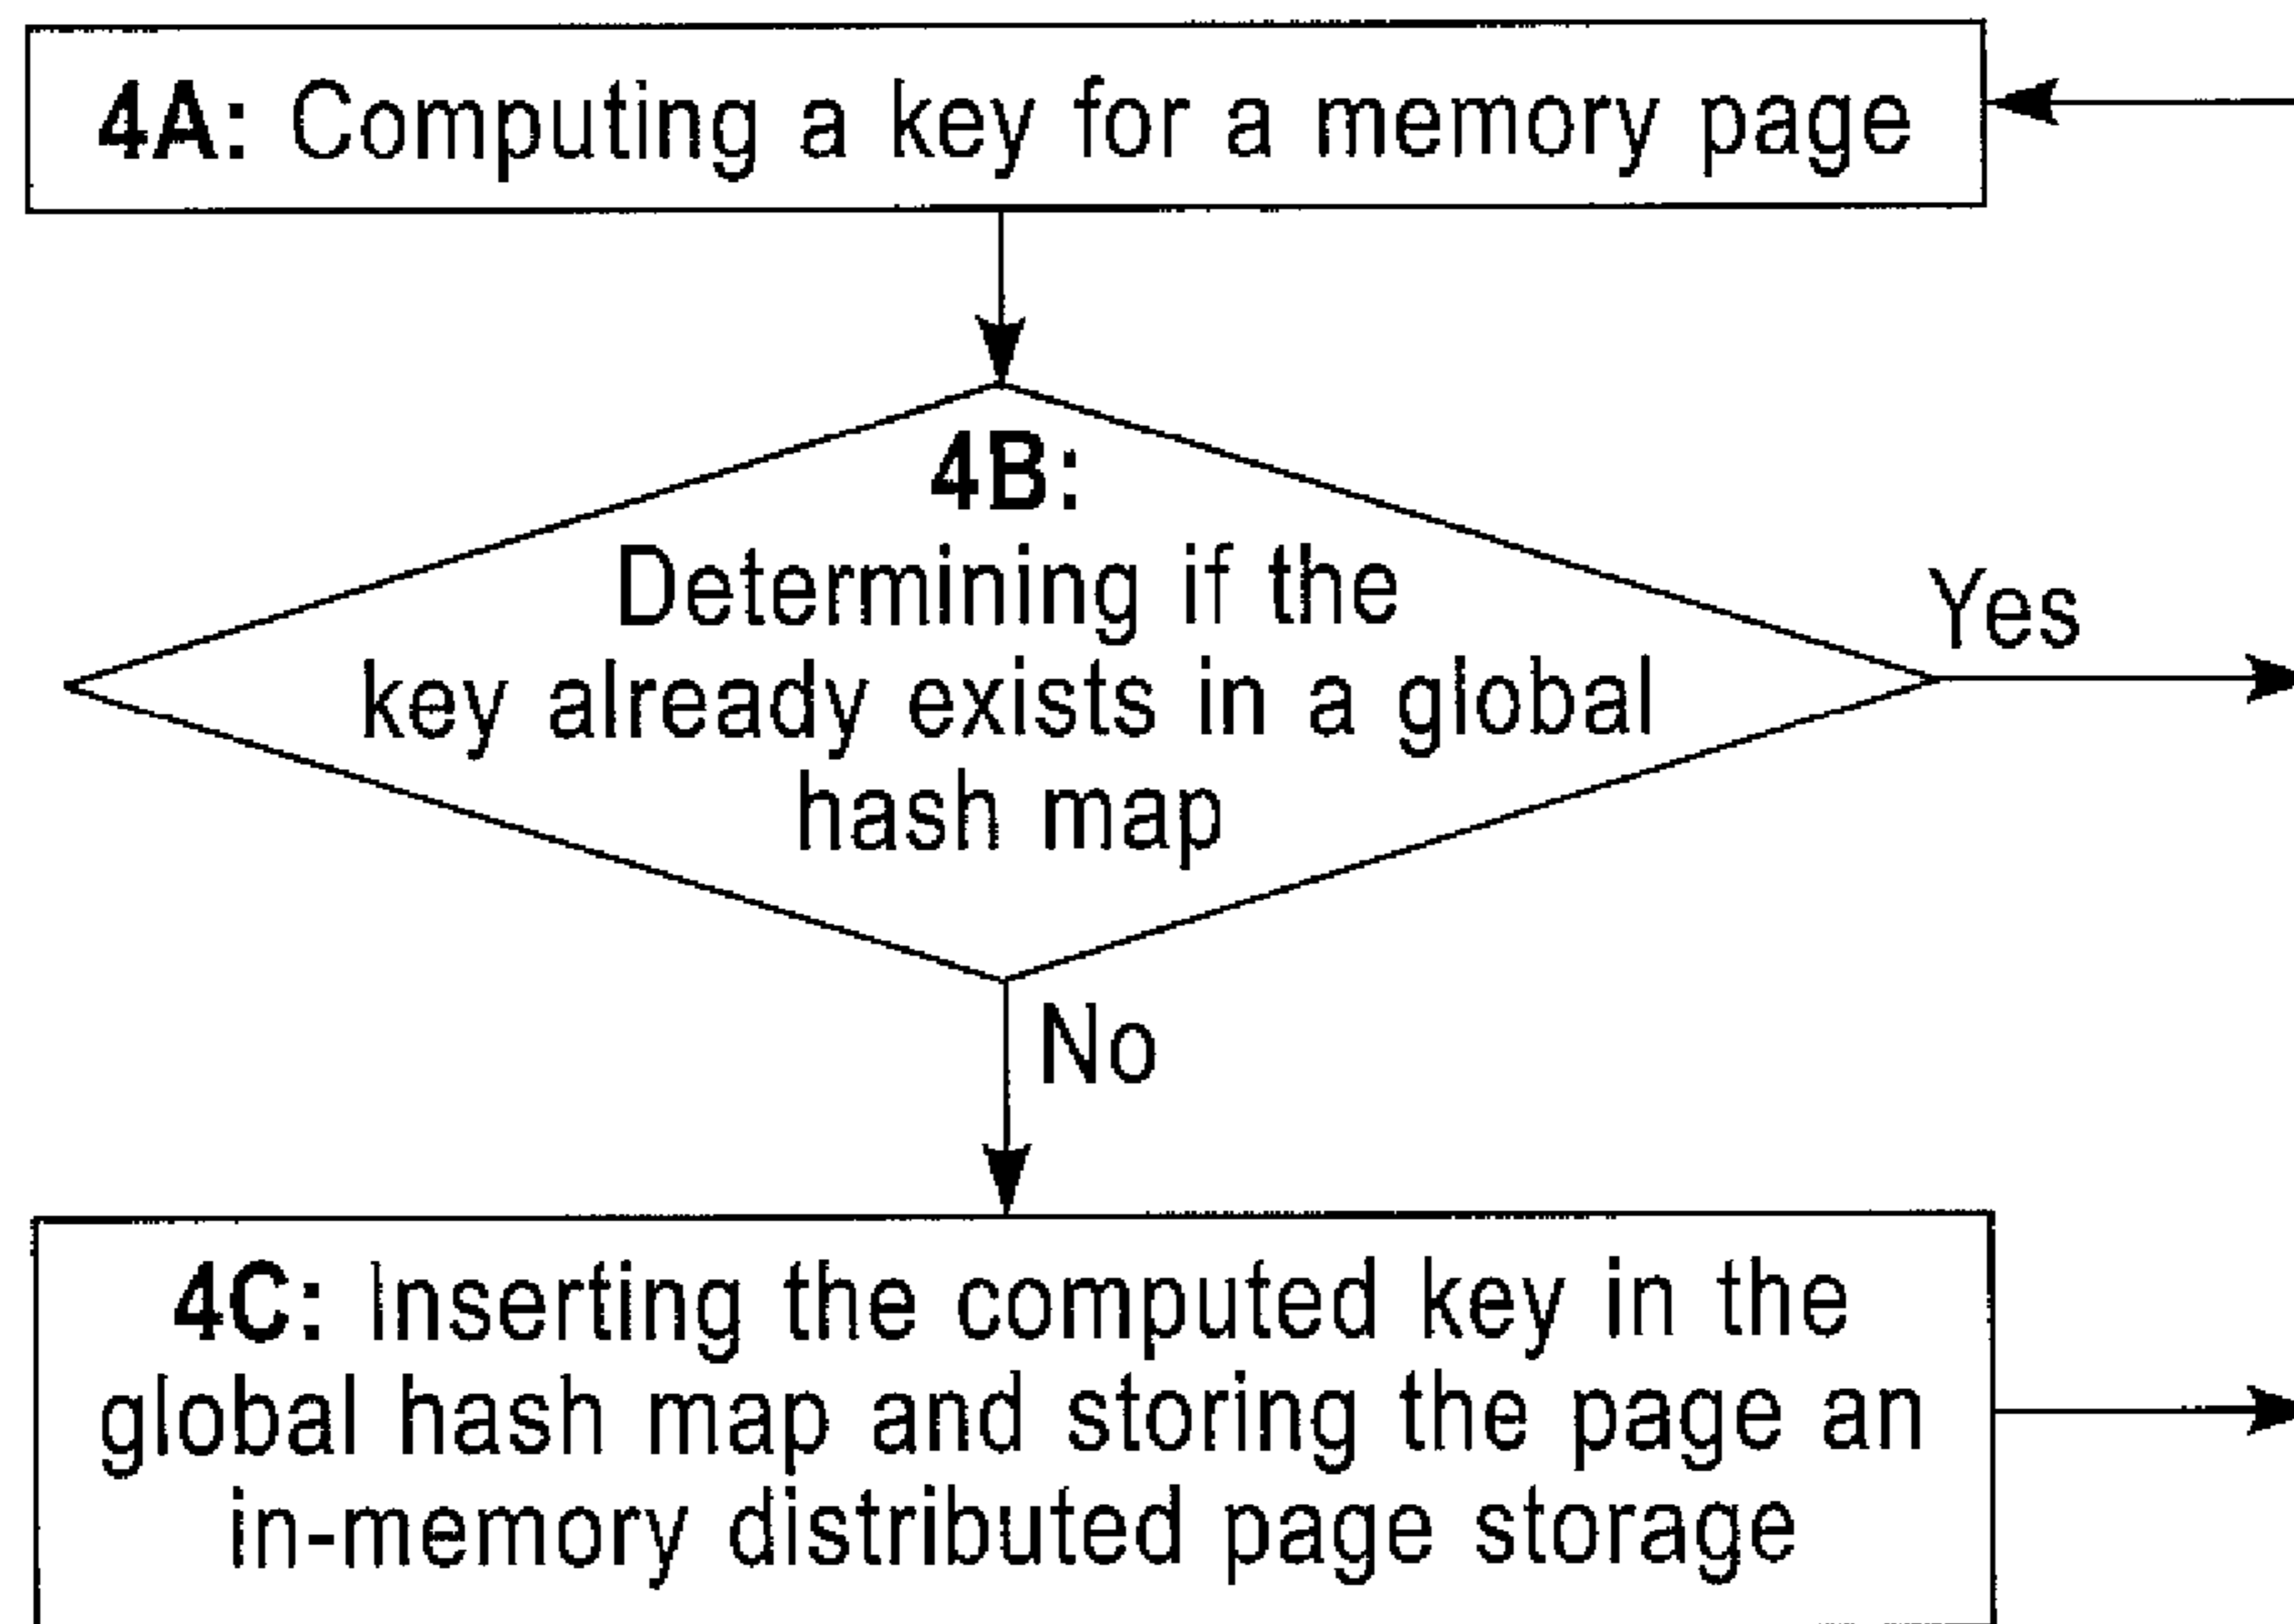 4A: Computing a key for a memory page
4B:
Determining if the
key already exists in a global
hash map
Yes
No
4C: Inserting the computed key in the
global hash map and storing the page an
in-memory distributed page storage